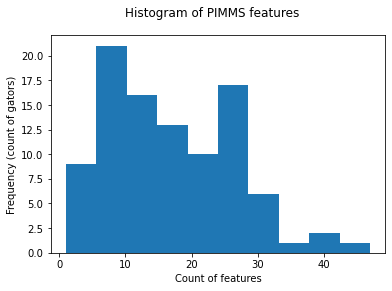 Histogram of PIMMS features
20.0
17.5
15.0
12.5
10.0
7.5
5.0
2.5
0.0
Frequency (count of gators)
0 10 20 30 40
Count of features